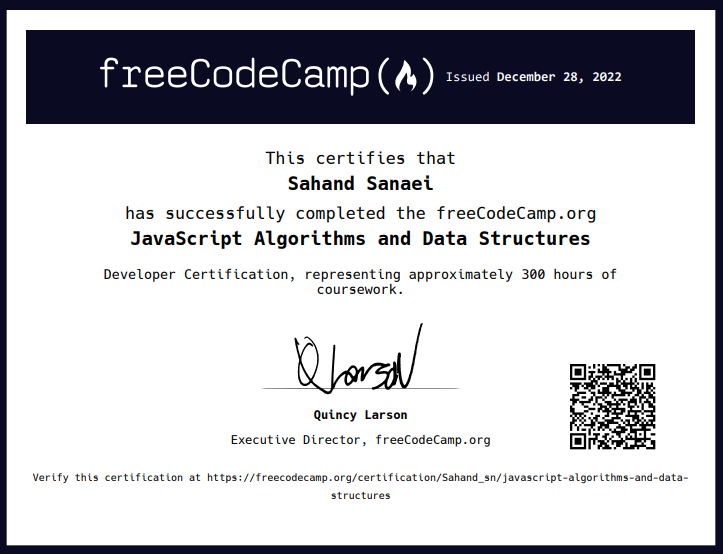 freeCodeCamp(🔥) Issued December 28, 2022
This certifies that
Sahand Sanaei
has successfully completed the freeCodeCamp.org
JavaScript Algorithms and Data Structures
Developer Certification, representing approximately 300 hours of
coursework.
Q Larson
Quincy Larson
Executive Director, freeCodeCamp.org
Verify this certification at https://freecodecamp.org/certification/Sahand_sn/javascript-algorithms-and-data-
structures